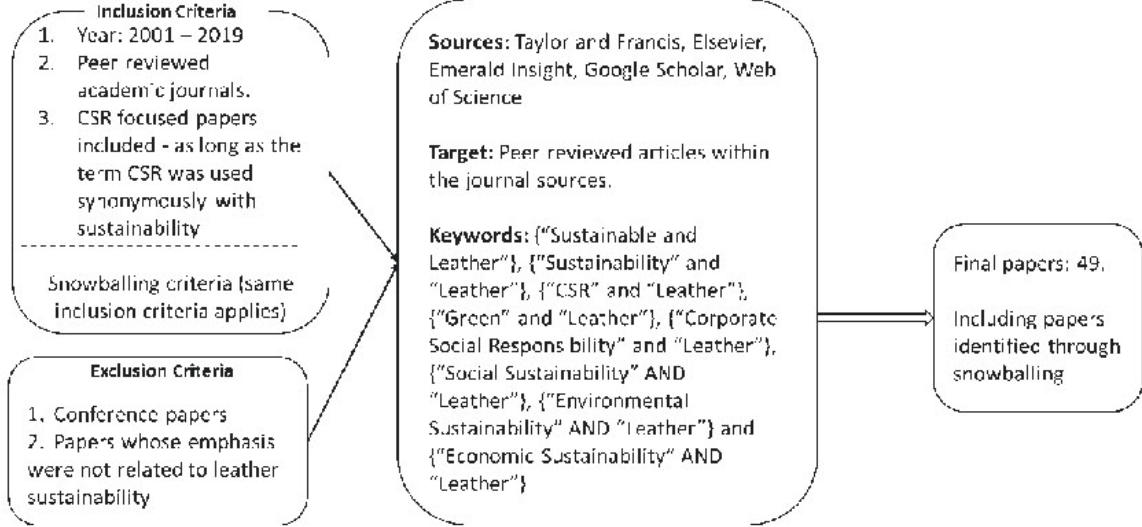 Inclusion Criteria
1. Year: 2001 – 2019
2. Peer reviewed
academic journals.
3. CSR focused papers
included - as long as the
term CSR was used
synonymously with
sustainability
Snowballing criteria (same
inclusion criteria applies)
Exclusion Criteria
1. Conference papers
2. Papers whose emphasis
were not related to leather
sustainability
Sources: Taylor and Francis, Elsevier,
Emerald Insight, Google Scholar, Web
of Science
Target: Peer reviewed articles within
the journal sources.
Keywords: {“Sustainable and
Leather”}, {“Sustainability” and
“Leather”}, {“CSR” and “Leather”},
{“Green” and “Leather”}, {“Corporate
Social Respons bility” and “Leather”},
{“Social Sustainability” AND
“Leather”}, {“Environmental
Sustainability” AND “Leather”} and
{“Economic Sustainability” AND
“Leather”}
Final papers: 49.
Including papers
identified through
snowballing